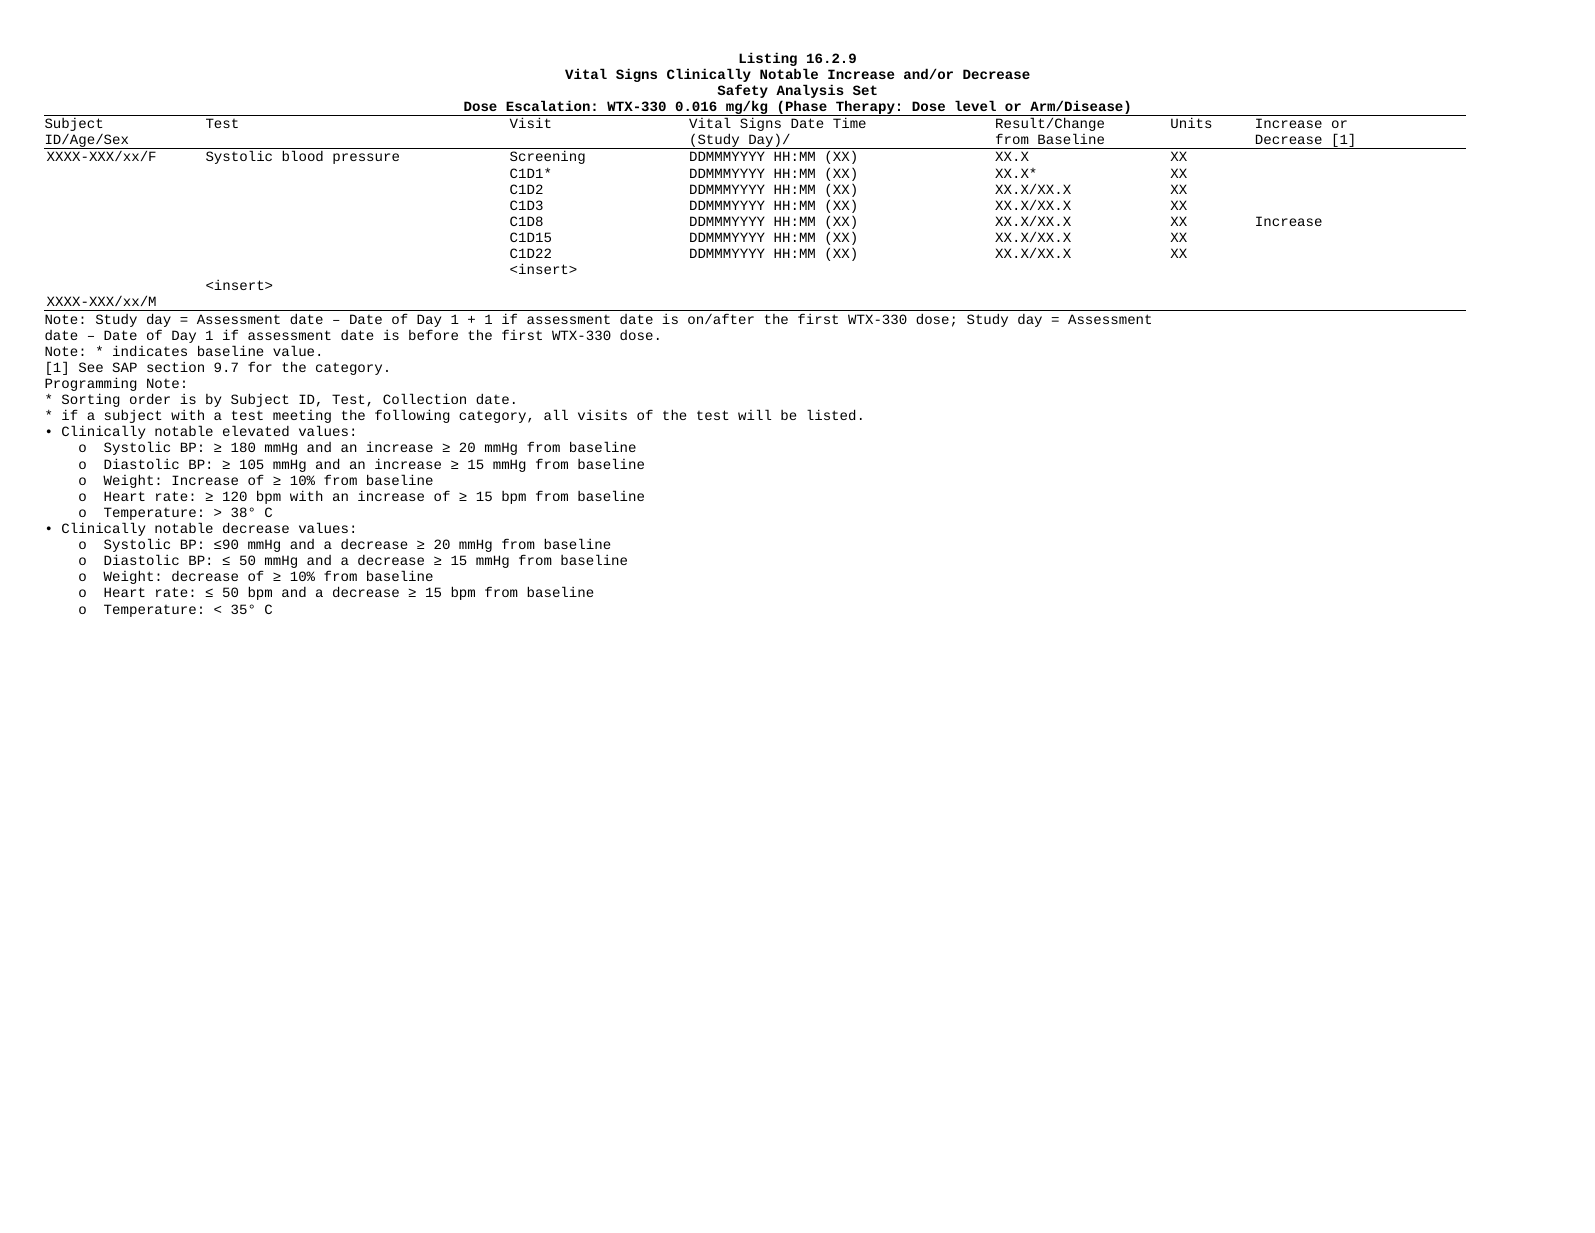 Listing 16.2.9
Vital Signs Clinically Notable Increase and/or Decrease
Safety Analysis Set
Dose Escalation: WTX-330 0.016 mg/kg (Phase Therapy: Dose level or Arm/Disease)
Subject Test Visit Vital Signs Date Time Result/Change Units Increase or
ID/Age/Sex (Study Day)/ from Baseline Decrease [1]
XXXX-XXX/xx/F Systolic blood pressure Screening DDMMMYYYY HH:MM (XX) XX.X XX
C1D1* DDMMMYYYY HH:MM (XX) XX.X* XX
C1D2 DDMMMYYYY HH:MM (XX) XX.X/XX.X XX
C1D3 DDMMMYYYY HH:MM (XX) XX.X/XX.X XX
C1D8 DDMMMYYYY HH:MM (XX) XX.X/XX.X XX Increase
C1D15 DDMMMYYYY HH:MM (XX) XX.X/XX.X XX
C1D22 DDMMMYYYY HH:MM (XX) XX.X/XX.X XX
<insert>
<insert>
XXXX-XXX/xx/M
Note: Study day = Assessment date – Date of Day 1 + 1 if assessment date is on/after the first WTX-330 dose; Study day = Assessment
date – Date of Day 1 if assessment date is before the first WTX-330 dose.
Note: * indicates baseline value.
[1] See SAP section 9.7 for the category.
Programming Note:
* Sorting order is by Subject ID, Test, Collection date.
* if a subject with a test meeting the following category, all visits of the test will be listed.
• Clinically notable elevated values:
o Systolic BP: ≥ 180 mmHg and an increase ≥ 20 mmHg from baseline
o Diastolic BP: ≥ 105 mmHg and an increase ≥ 15 mmHg from baseline
o Weight: Increase of ≥ 10% from baseline
o Heart rate: ≥ 120 bpm with an increase of ≥ 15 bpm from baseline
o Temperature: > 38° C
• Clinically notable decrease values:
o Systolic BP: ≤90 mmHg and a decrease ≥ 20 mmHg from baseline
o Diastolic BP: ≤ 50 mmHg and a decrease ≥ 15 mmHg from baseline
o Weight: decrease of ≥ 10% from baseline
o Heart rate: ≤ 50 bpm and a decrease ≥ 15 bpm from baseline
o Temperature: < 35° C